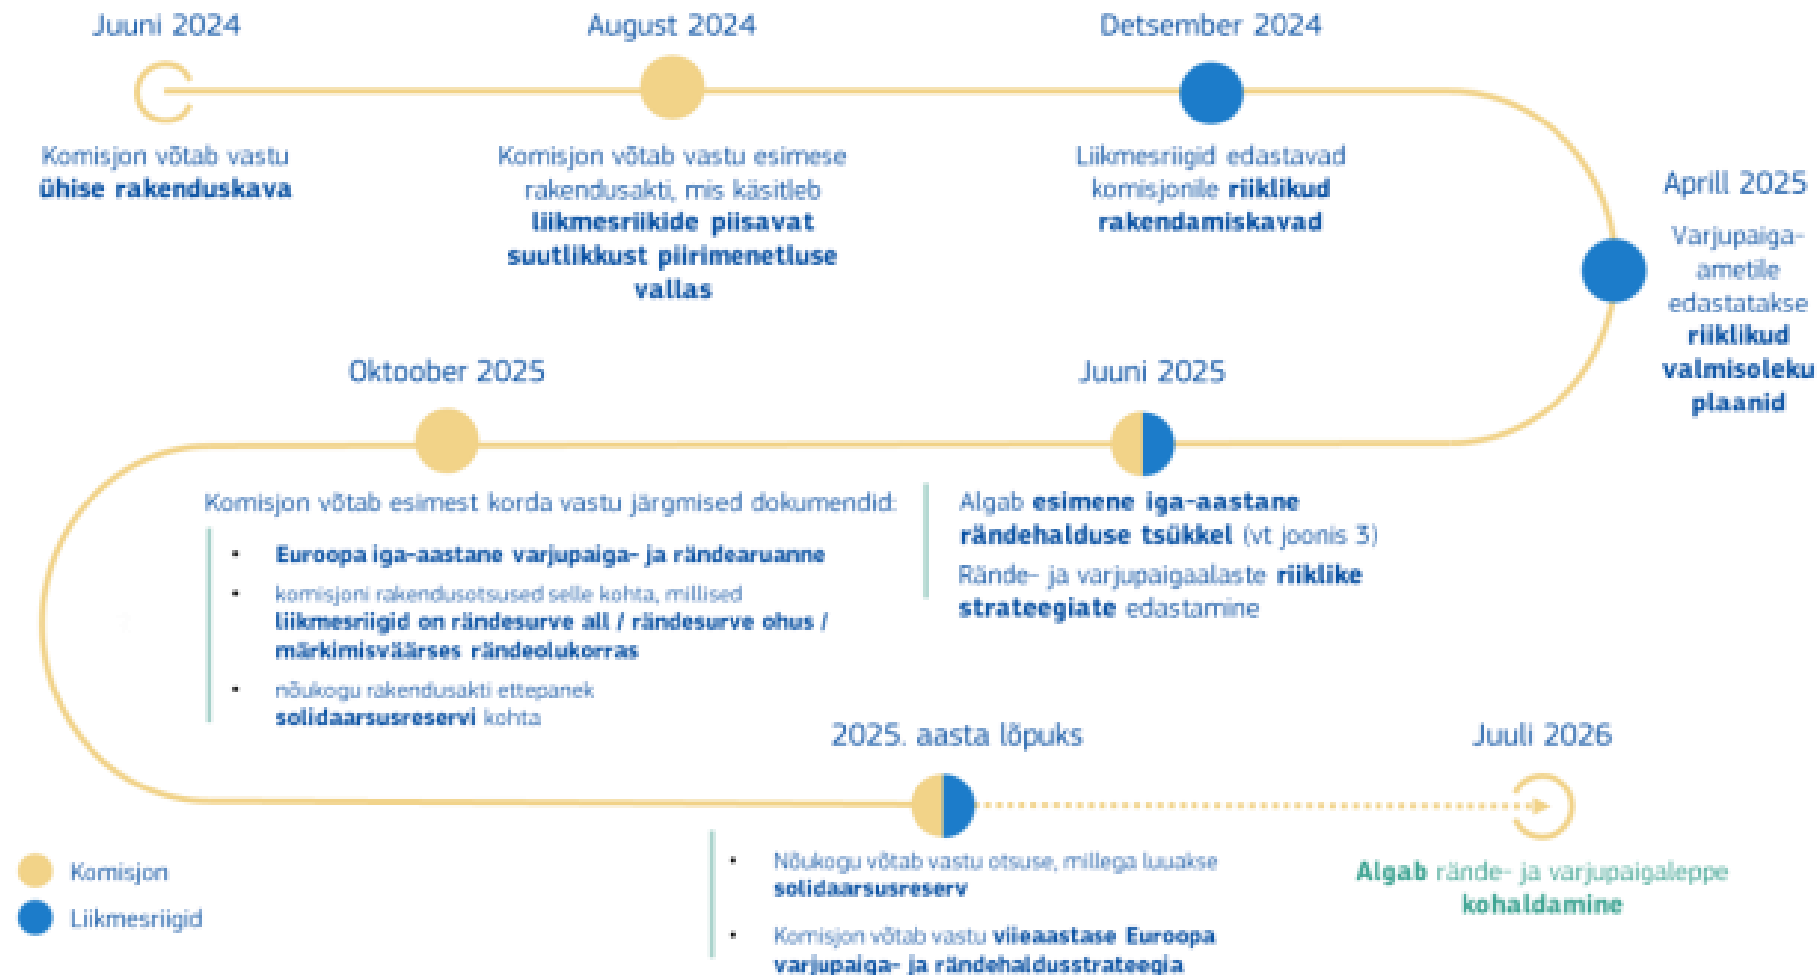 Juuni 2024
Komisjon võtab vastu
ühise rakenduskava
August 2024
Komisjon võtab vastu esimese
rakendusakti, mis käsitleb
liikmesriikide piisavat
suutlikkust piirimenetluse
vallas
Detsember 2024
Liikmesriigid edastavad
komisjonile riiklikud
rakendamiskavad
Aprill 2025
Varjupaiga-
ametile
edastatakse
riiklikud
valmisoleku
plaanid
Juuni 2025
Algab esimene iga-aastane
rändehalduse tsükkel (vt joonis 3)
Rände- ja varjupaigaalaste riiklike
strateegiate edastamine
Oktoober 2025
Komisjon võtab esimest korda vastu järgmised dokumendid:
• Euroopa iga-aastane varjupaiga- ja rändearuanne
• komisjoni rakendusotsused selle kohta, millised
liikmesriigid on rändesurve all / rändesurve ohus /
märkimisväärses rändeolukorras
• nõukogu rakendusakti ettepanek
solidaarsusreservi kohta
2025. aasta lõpuks
• Nõukogu võtab vastu otsuse, millega luuakse
solidaarsusreserv
• Komisjon võtab vastu viieaastase Euroopa
varjupaiga- ja rändehaldusstrateegia
Juuli 2026
Algab rände- ja varjupaigaleppe
kohaldamine
Komisjon
Liikmesriigid